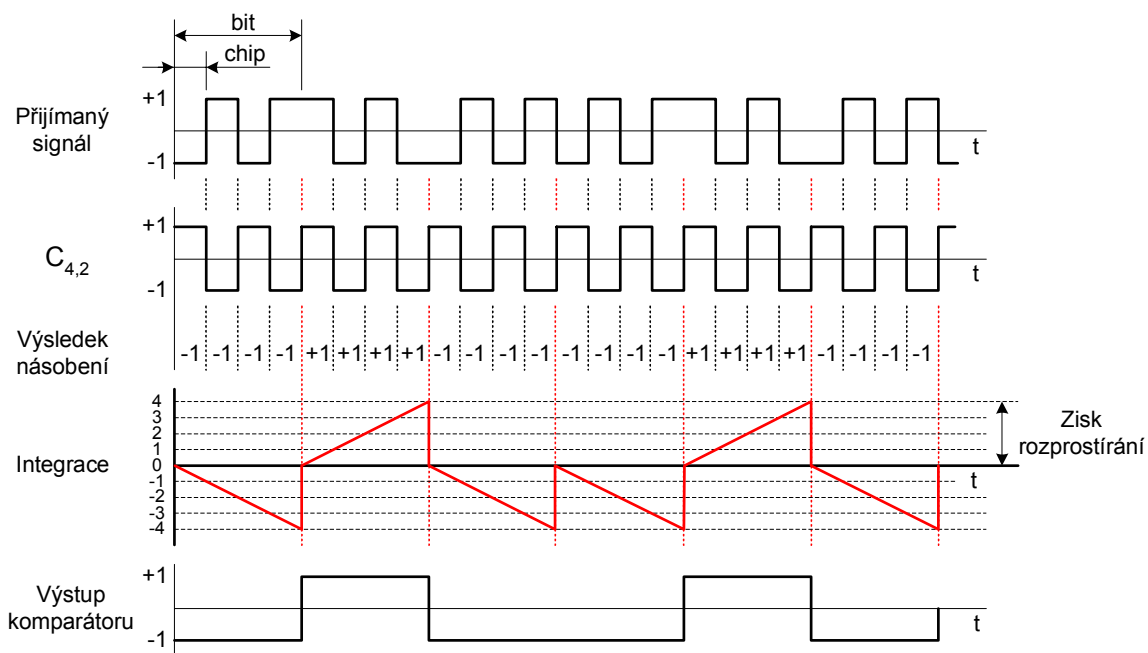 bit
chip
+1
Přijímaný
signál
-1
t
+1
C4,2
-1
t
Výsledek
násobení
-1 -1 -1 -1 +1 +1 +1 +1 -1 -1 -1 -1 -1 -1 -1 -1 +1 +1 +1 +1 -1 -1 -1 -1
4
3
2
1
Integrace
0
-1
-2
-3
-4
t
Zisk
rozprostírání
+1
Výstup
komparátoru
-1
t